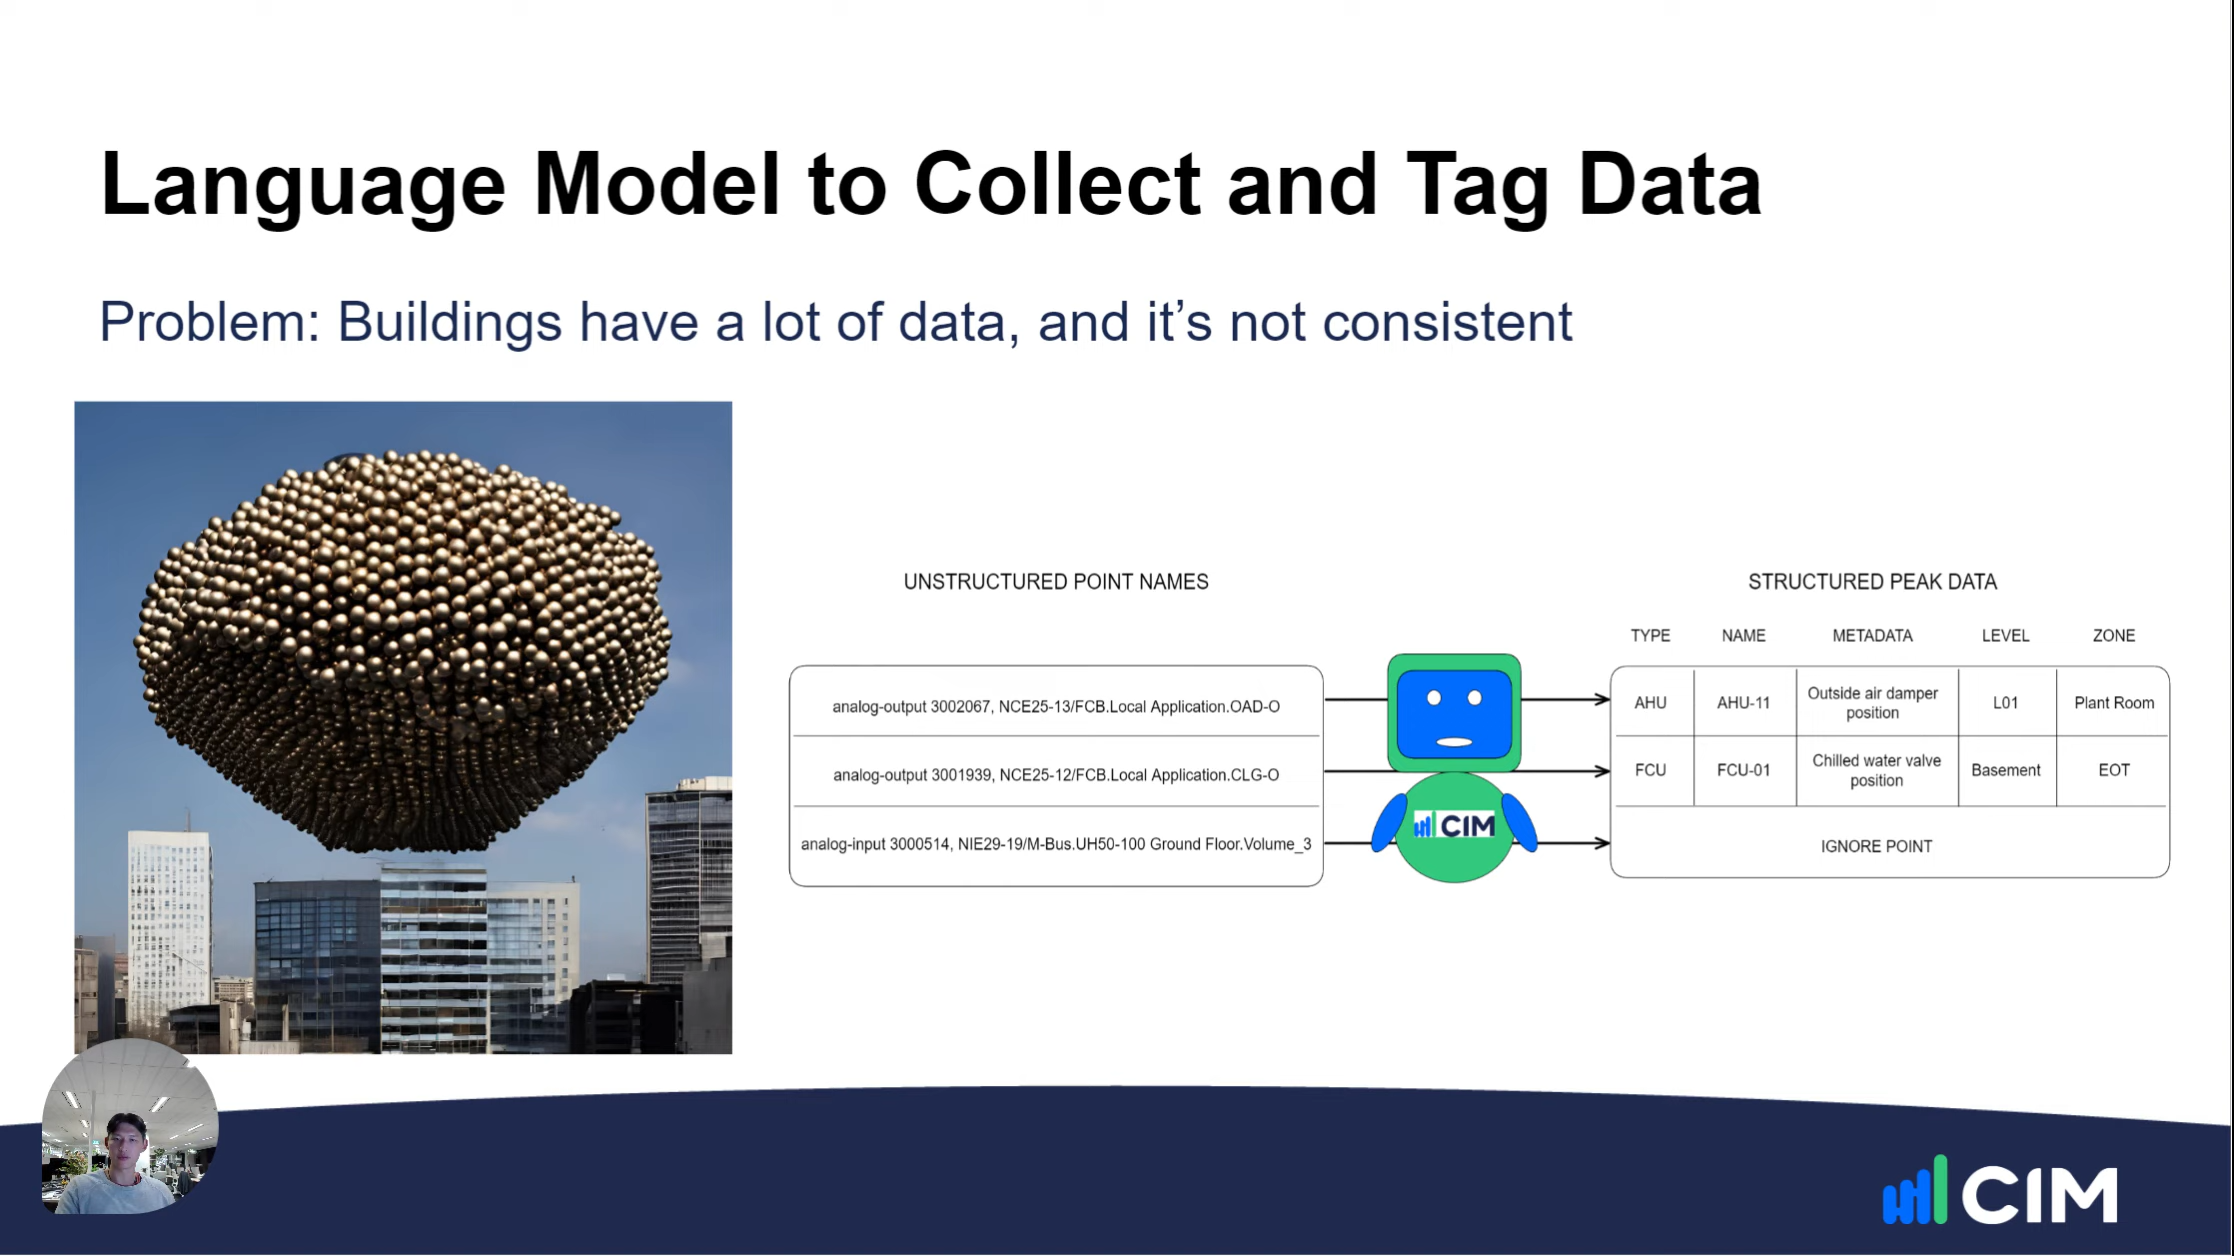 Language Model to Collect and Tag Data
Problem: Buildings have a lot of data, and it’s not consistent
UNSTRUCTURED POINT NAMES
analog-output 3002067, NCE25-13/FCB.Local Application.OAD-O
analog-output 3001939, NCE25-12/FCB.Local Application.CLG-O
analog-input 3000514, NIE29-19/M-Bus.UH50-100 Ground Floor.Volume_3
CIM
STRUCTURED PEAK DATA
TYPE NAME METADATA LEVEL ZONE
AHU AHU-11 Outside air damper position L01 Plant Room
FCU FCU-01 Chilled water valve position Basement EOT
IGNORE POINT
CIM